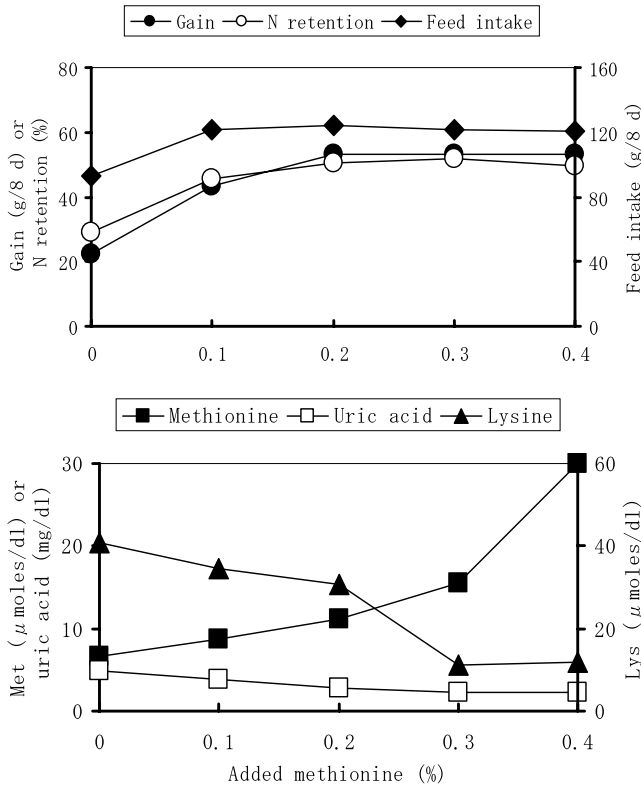 Gain N retention Feed intake
80 160
60 120
40 80
20 40
0 0
Gain (g/8 d) or
N retention (%)
Feed intake (g/8 d)
0 0.1 0.2 0.3 0.4
Methionine Uric acid Lysine
30 60
20 40
10 20
0 0
Met (μ moles/dl) or
uric acid (mg/dl)
Lys (μ moles/dl)
0 0.1 0.2 0.3 0.4
Added methionine (%)